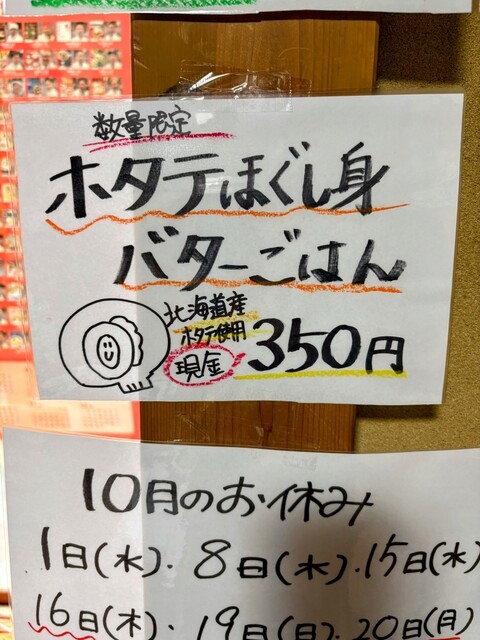 数量限定
ホタテほぐし身
バターごはん
北海道産
ホタテ使用
現金 350円
10月のお休み
1日(水)・8日(水)・15日(水)
16日(木)・19日(日)・20日(月)